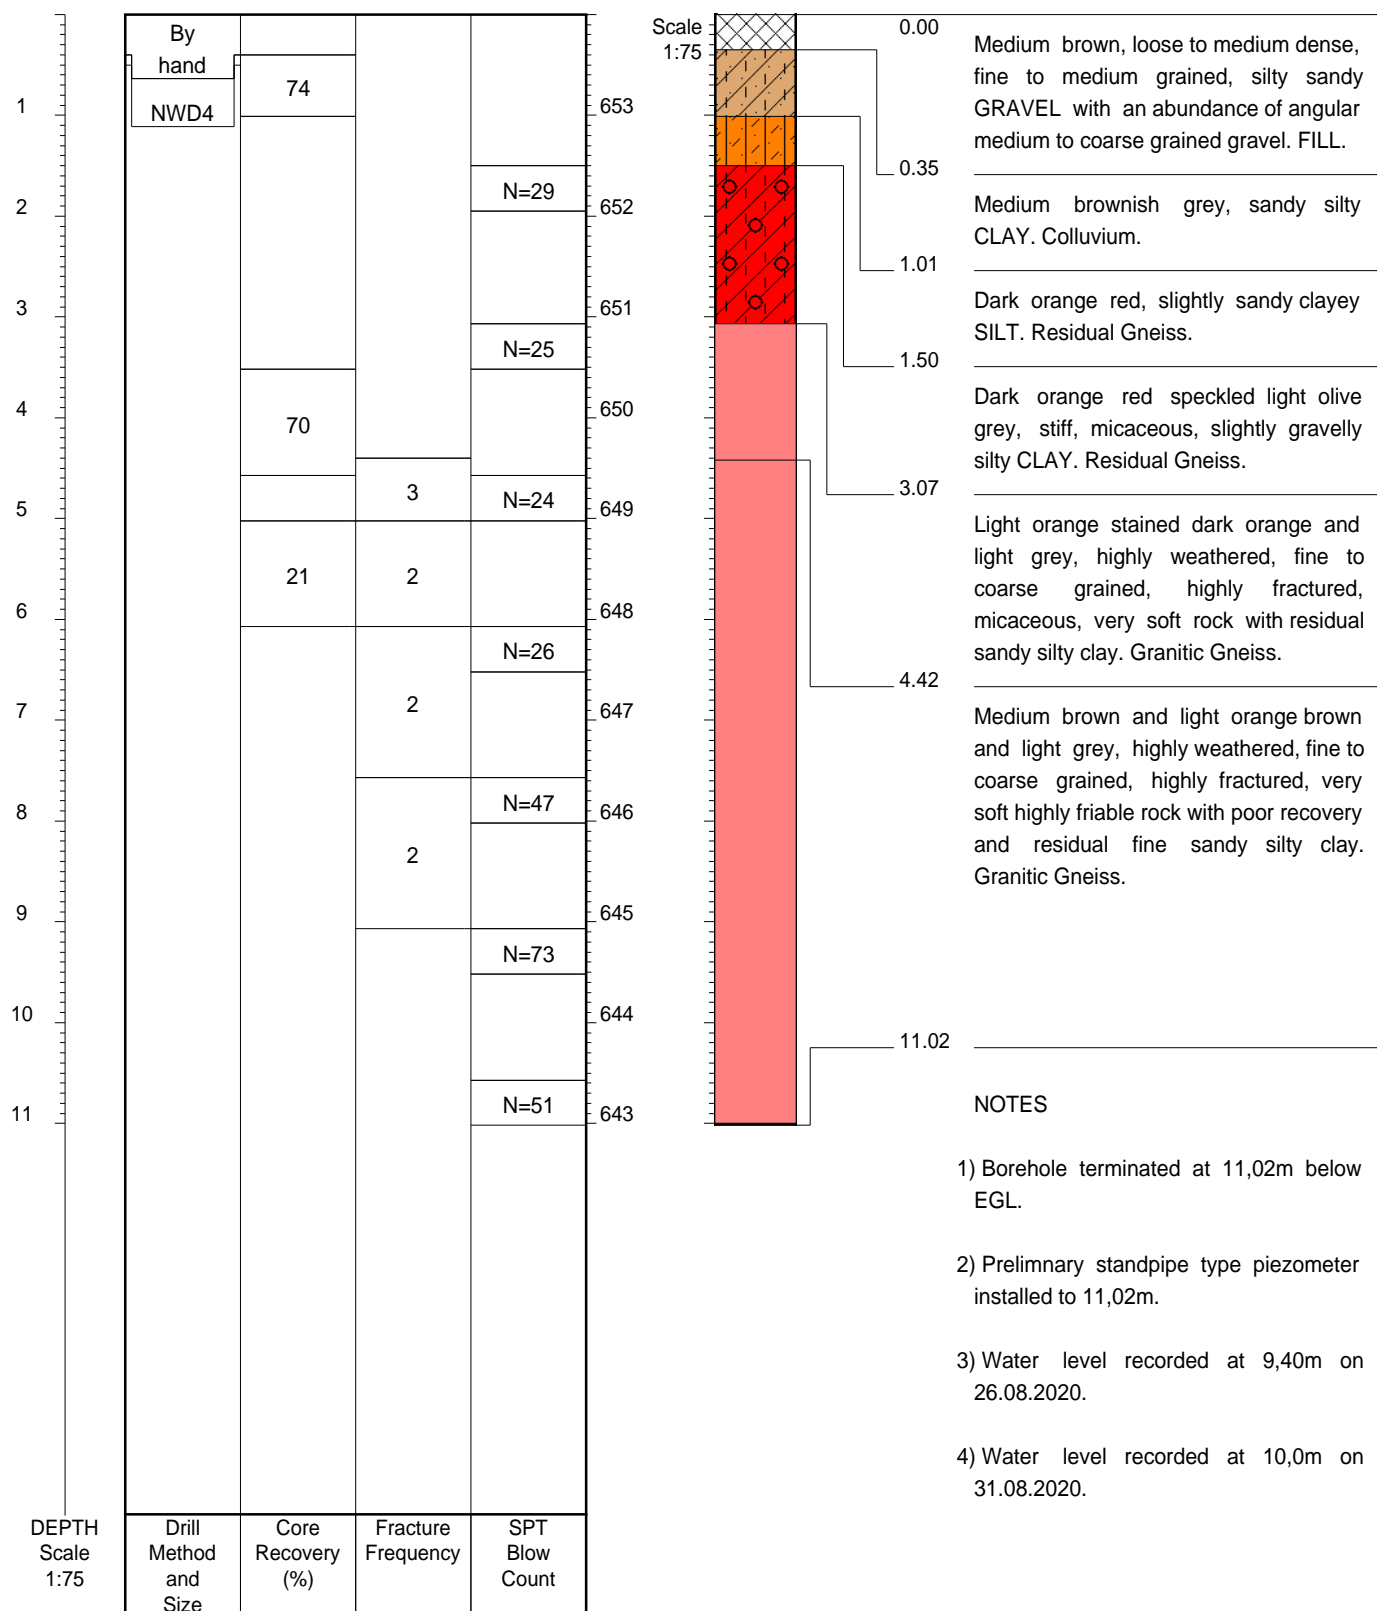 By
hand
NWD4
74
70
21
3
2
2
2
N=29
N=25
N=24
N=26
N=47
N=73
N=51
1
2
3
4
5
6
7
8
9
10
11
653
652
651
650
649
648
647
646
645
644
643
Scale
1:75
0.00
Medium brown, loose to medium dense,
fine to medium grained, silty sandy
GRAVEL with an abundance of angular
medium to coarse grained gravel. FILL.
0.35
Medium brownish grey, sandy silty
CLAY. Colluvium.
1.01
Dark orange red, slightly sandy clayey
SILT. Residual Gneiss.
1.50
Dark orange red speckled light olive
grey, stiff, micaceous, slightly gravelly
silty CLAY. Residual Gneiss.
3.07
Light orange stained dark orange and
light grey, highly weathered, fine to
coarse grained, highly fractured,
micaceous, very soft rock with residual
sandy silty clay. Granitic Gneiss.
4.42
Medium brown and light orange brown
and light grey, highly weathered, fine to
coarse grained, highly fractured, very
soft highly friable rock with poor recovery
and residual fine sandy silty clay.
Granitic Gneiss.
11.02
NOTES
1) Borehole terminated at 11,02m below
EGL.
2) Prelimnary standpipe type piezometer
installed to 11,02m.
3) Water level recorded at 9,40m on
26.08.2020.
4) Water level recorded at 10,0m on
31.08.2020.
DEPTH
Scale
1:75
Drill
Method
and
Size
Core
Recovery
(%)
Fracture
Frequency
SPT
Blow
Count